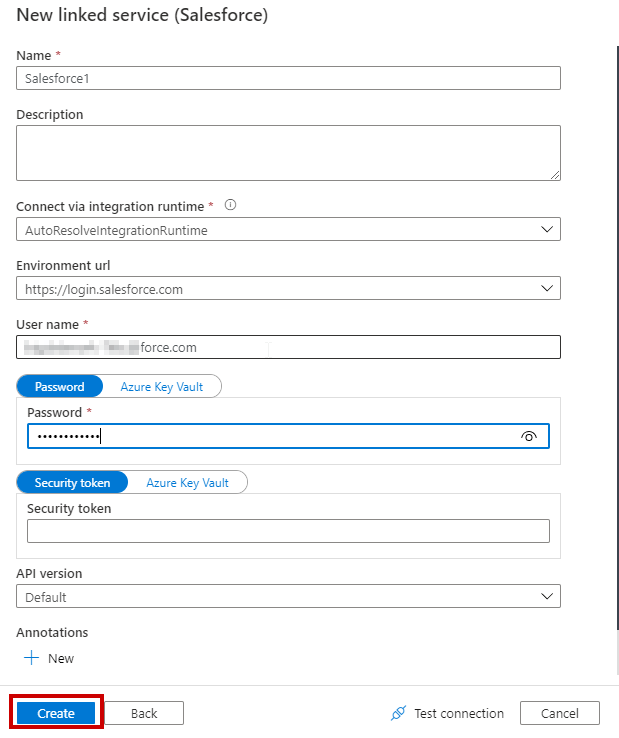 New linked service (Salesforce)
Name *
Salesforce1
Description
Connect via integration runtime *
AutoResolveIntegrationRuntime
Environment url
https://login.salesforce.com
User name *
force.com
Password Azure Key Vault
Password *
••••••••••••
Security token Azure Key Vault
Security token
API version
Default
Annotations
New
Create Back Test connection Cancel